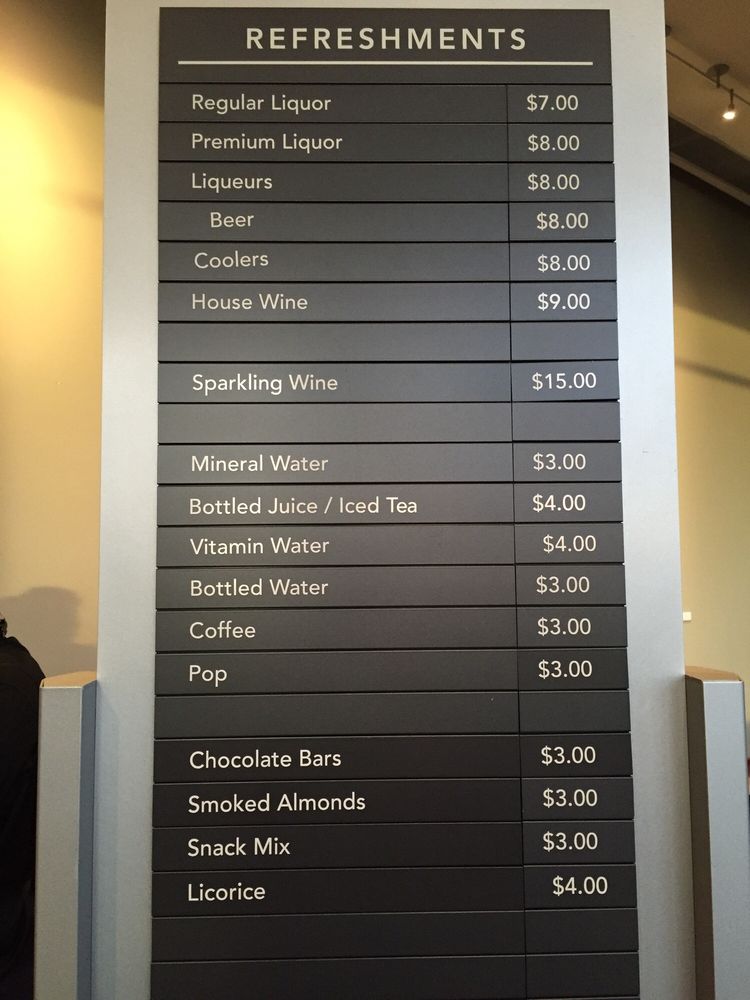 REFRESHMENTS
Regular Liquor $7.00
Premium Liquor $8.00
Liqueurs $8.00
Beer $8.00
Coolers $8.00
House Wine $9.00
Sparkling Wine $15.00
Mineral Water $3.00
Bottled Juice / Iced Tea $4.00
Vitamin Water $4.00
Bottled Water $3.00
Coffee $3.00
Pop $3.00
Chocolate Bars $3.00
Smoked Almonds $3.00
Snack Mix $3.00
Licorice $4.00